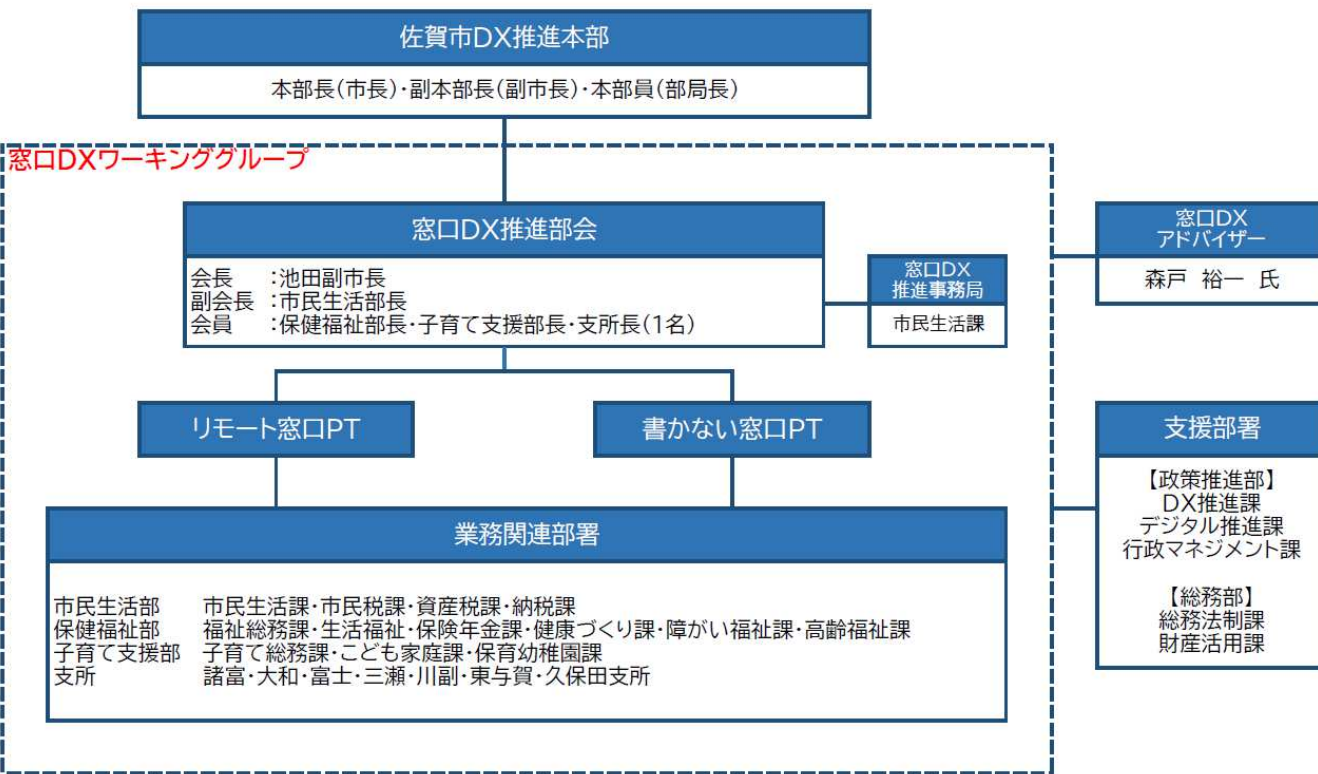 佐賀市DX推進本部
本部長(市長)・副本部長(副市長)・本部員(部局長)
窓口DXワーキンググループ
窓口DX推進部会
会長　：池田副市長
副会長：市民生活部長
会員　：保健福祉部長・子育て支援部長・支所長(1名)
窓口DX
推進事務局
市民生活課
窓口DX
アドバイザー
森戸 裕一 氏
リモート窓口PT
書かない窓口PT
業務関連部署
市民生活部　市民生活課・市民税課・資産税課・納税課
保健福祉部　福祉総務課・生活福祉・保険年金課・健康づくり課・障がい福祉課・高齢福祉課
子育て支援部　子育て総務課・こども家庭課・保育幼稚園課
支所　諸富・大和・富士・三瀬・川副・東与賀・久保田支所
支援部署
【政策推進部】
DX推進課
デジタル推進課
行政マネジメント課
【総務部】
総務法制課
財産活用課